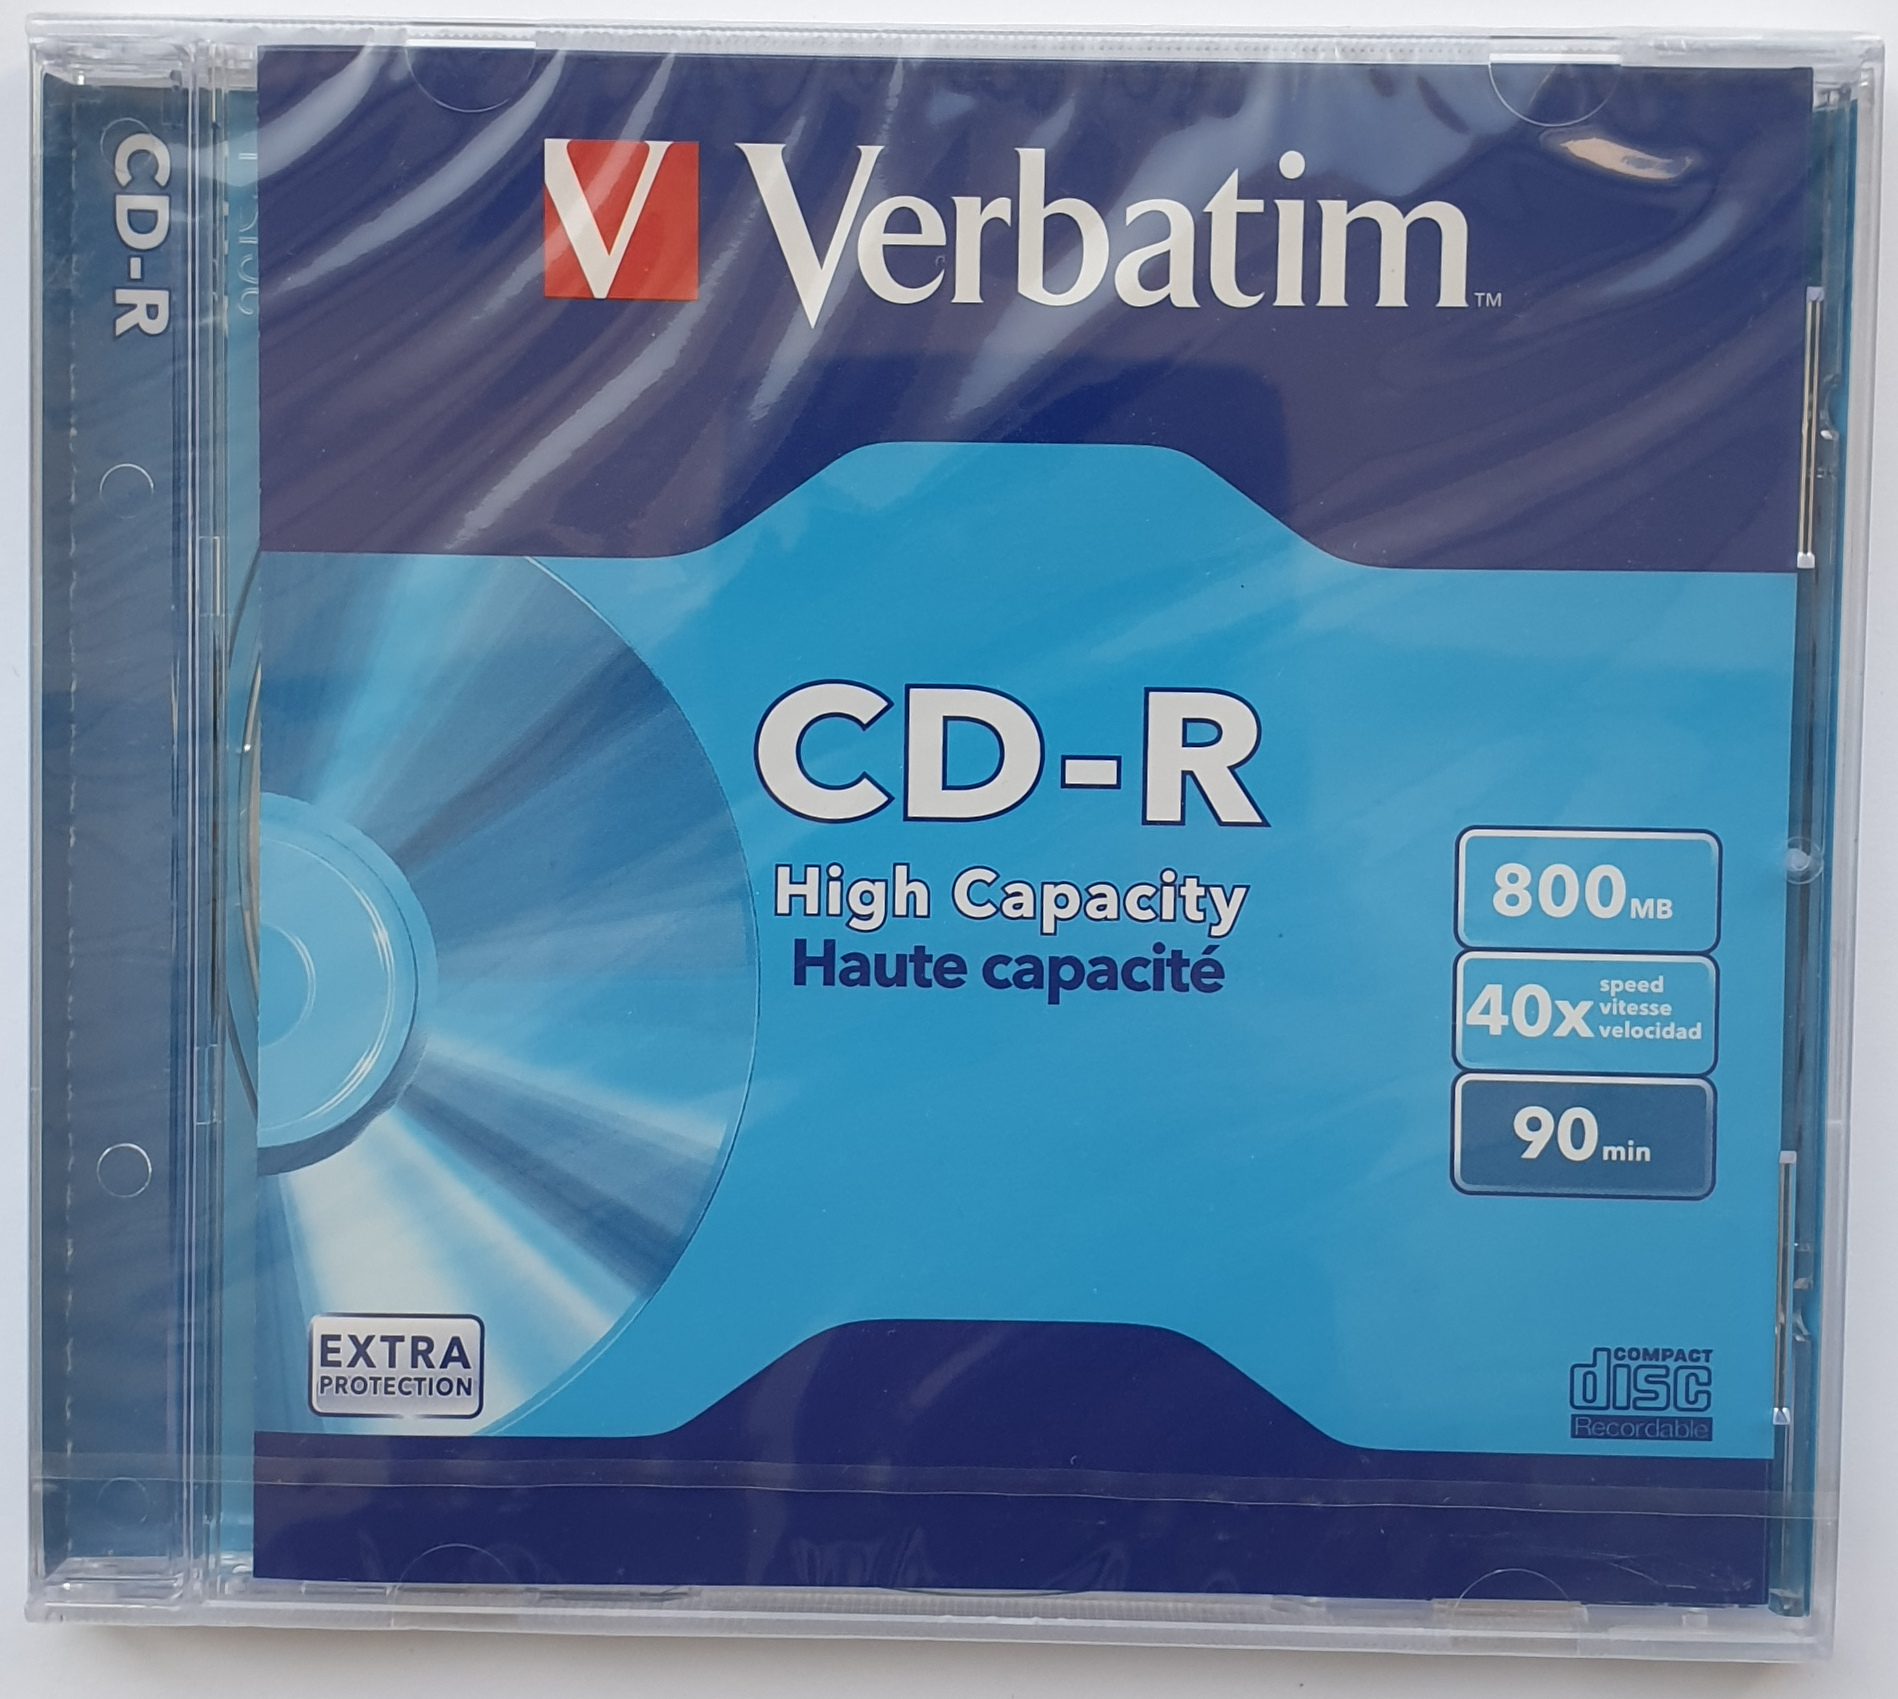 CD-R
V Verbatim™
CD-R
High Capacity
Haute capacité
800MB
40x speed
vitesse
velocidad
90min
EXTRA
PROTECTION
COMPACT
disc
Recordable